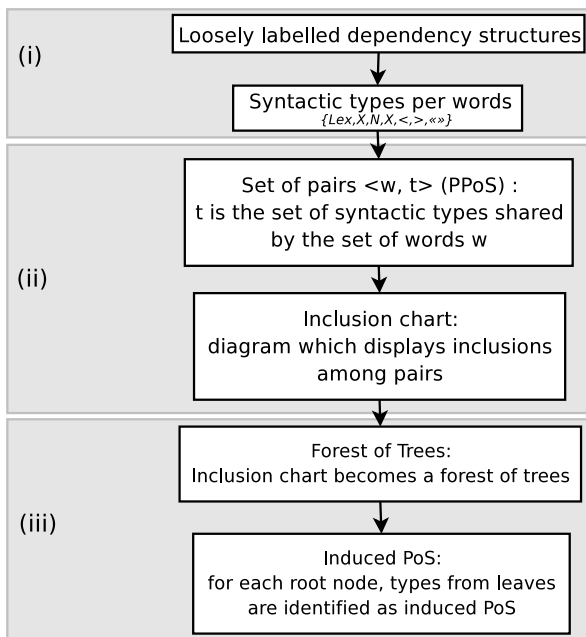 (i)
Loosely labelled dependency structures
Syntactic types per words
{Lex,X,N,X,<,>,«»}
(ii)
Set of pairs <w, t> (PPoS) :
t is the set of syntactic types shared
by the set of words w
Inclusion chart:
diagram which displays inclusions
among pairs
(iii)
Forest of Trees:
Inclusion chart becomes a forest of trees
Induced PoS:
for each root node, types from leaves
are identified as induced PoS